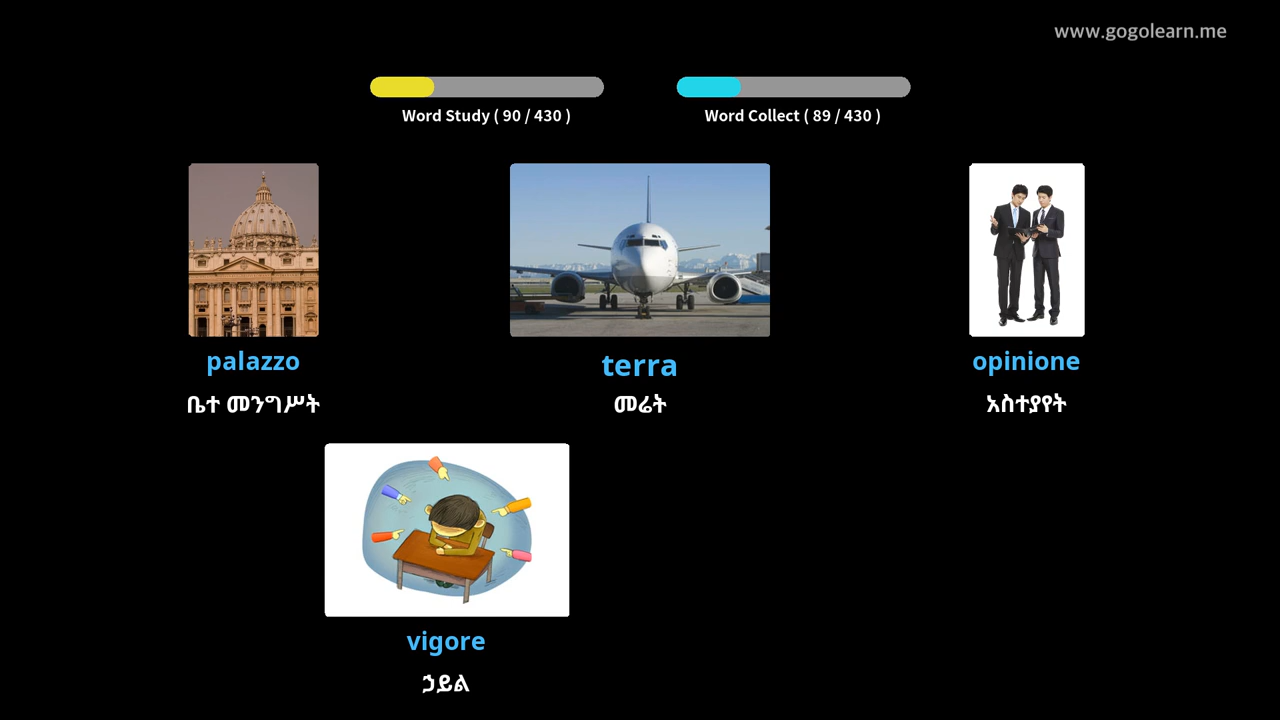 www.gogolearn.me
Word Study ( 90 / 430 )
Word Collect ( 89 / 430 )
palazzo
terra
opinione
ቤተ መንግሥት
መሬት
አስተያየት
vigore
ኃይል